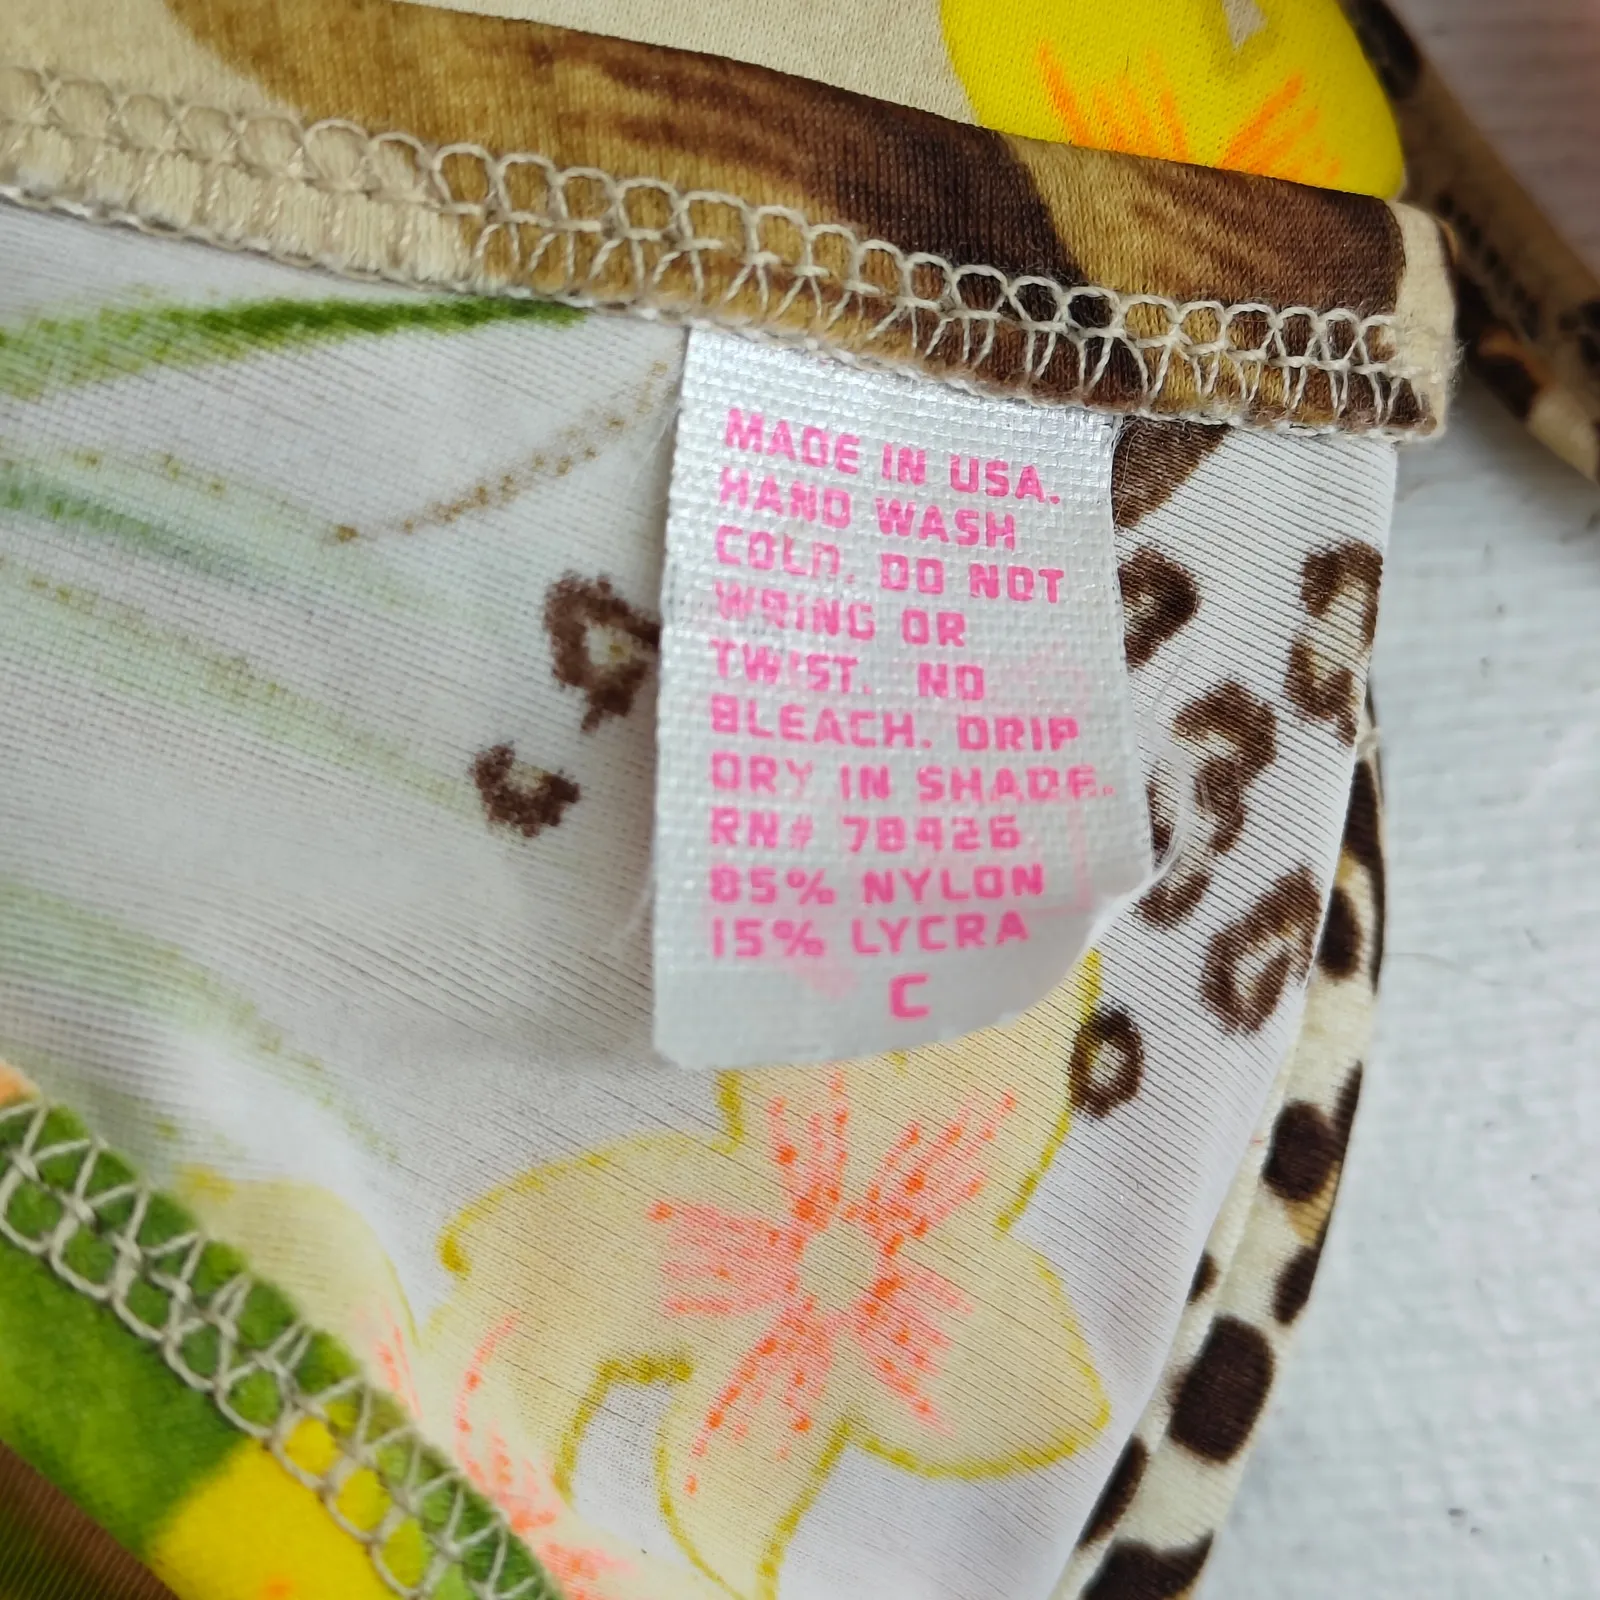 MADE IN USA.
HAND WASH
COLD. DO NOT
WRING OR
TWIST. NO
BLEACH. DRIP
DRY IN SHADE.
RN# 78426
85% NYLON
15% LYCRA
C